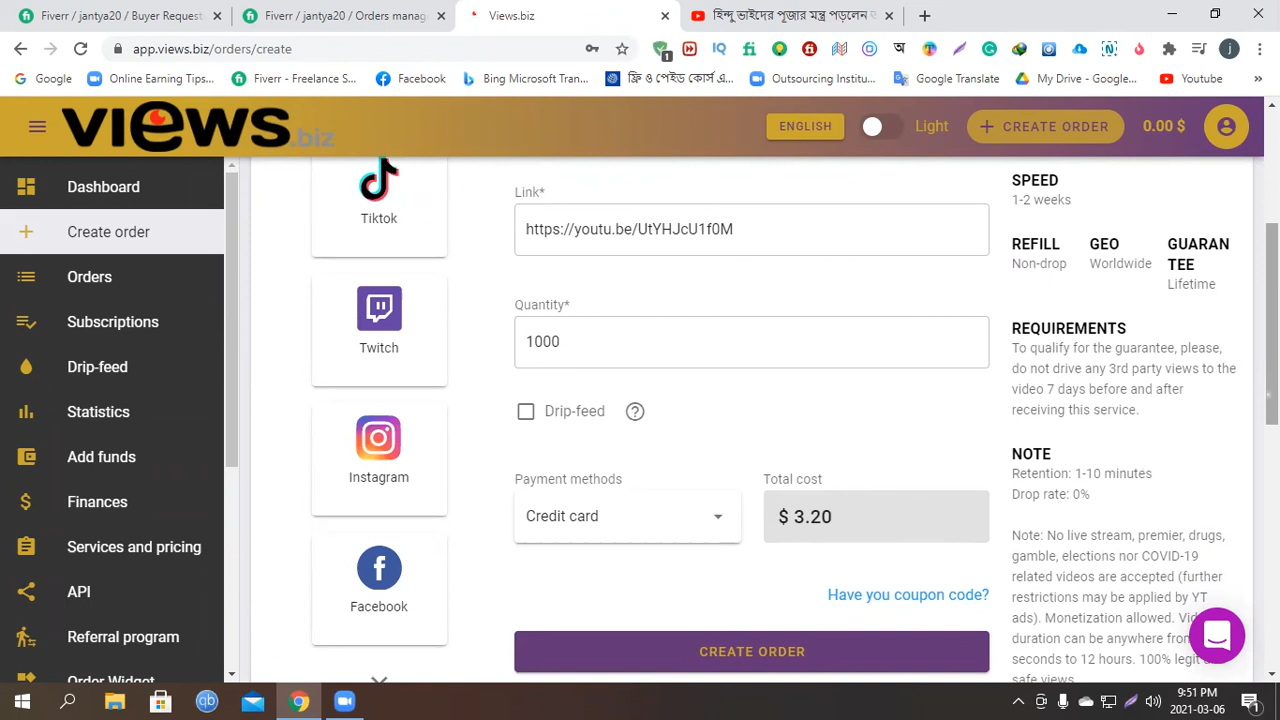 Fiverr / jantya20 / Buyer Request
Fiverr / jantya20 / Orders manag
Views.biz
হিন্দু ভাইদের পূজার মন্ত্র পড়লেন
app.views.biz/orders/create
Google
Online Earning Tips...
Fiverr - Freelance S...
Facebook
Bing Microsoft Tran...
ফ্রি ও পেইড কোর্স এ...
Outsourcing Institu...
Google Translate
My Drive - Google...
Youtube
views.biz
ENGLISH
Light
CREATE ORDER
0.00 $
Dashboard
Create order
Orders
Subscriptions
Drip-feed
Statistics
Add funds
Finances
Services and pricing
API
Referral program
Order Widget
Tiktok
Twitch
Instagram
Facebook
Link*
https://youtu.be/UtYHJcU1f0M
Quantity*
1000
Drip-feed
Payment methods
Credit card
Total cost
$ 3.20
Have you coupon code?
CREATE ORDER
SPEED
1-2 weeks
REFILL
Non-drop
GEO
Worldwide
GUARAN
TEE
Lifetime
REQUIREMENTS
To qualify for the guarantee, please,
do not drive any 3rd party views to the
video 7 days before and after
receiving this service.
NOTE
Retention: 1-10 minutes
Drop rate: 0%
Note: No live stream, premier, drugs,
gamble, elections nor COVID-19
related videos are accepted (further
restrictions may be applied by YT
ads). Monetization allowed.
duration can be anywhere from
seconds to 12 hours. 100% legit
safe views.
9:51 PM
2021-03-06